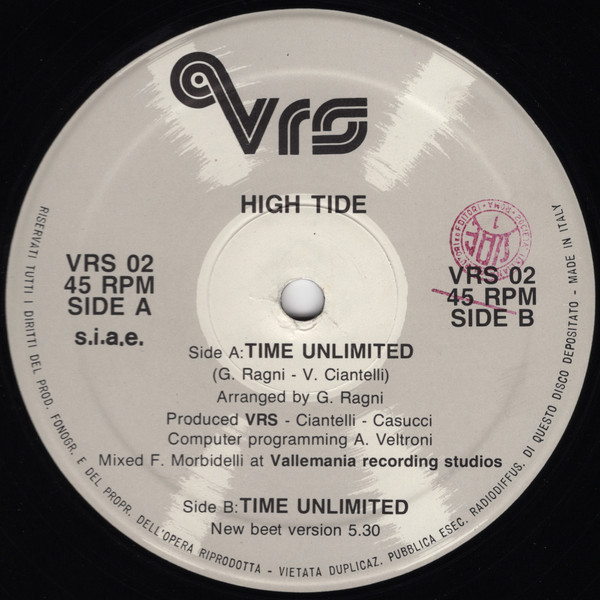 Vrs
HIGH TIDE
VRS 02
45 RPM
SIDE A
s.i.a.e.
VRS 02
45 RPM
SIDE B
Side A: TIME UNLIMITED
(G. Ragni - V. Ciantelli)
Arranged by G. Ragni
Produced VRS - Ciantelli - Casucci
Computer programming A. Veltroni
Mixed F. Morbidelli at Vallemania recording studios
Side B: TIME UNLIMITED
New beet version 5.30
RISERVATI TUTTI I DIRITTI DEL PROD. FONOGR. E DEL PROPR. DELL'OPERA RIPRODOTTA - VIETATA DUPLICAZ. PUBBLICA ESEC. RADIODIFFUS. DI QUESTO DISCO DEPOSITATO - MADE IN ITALY